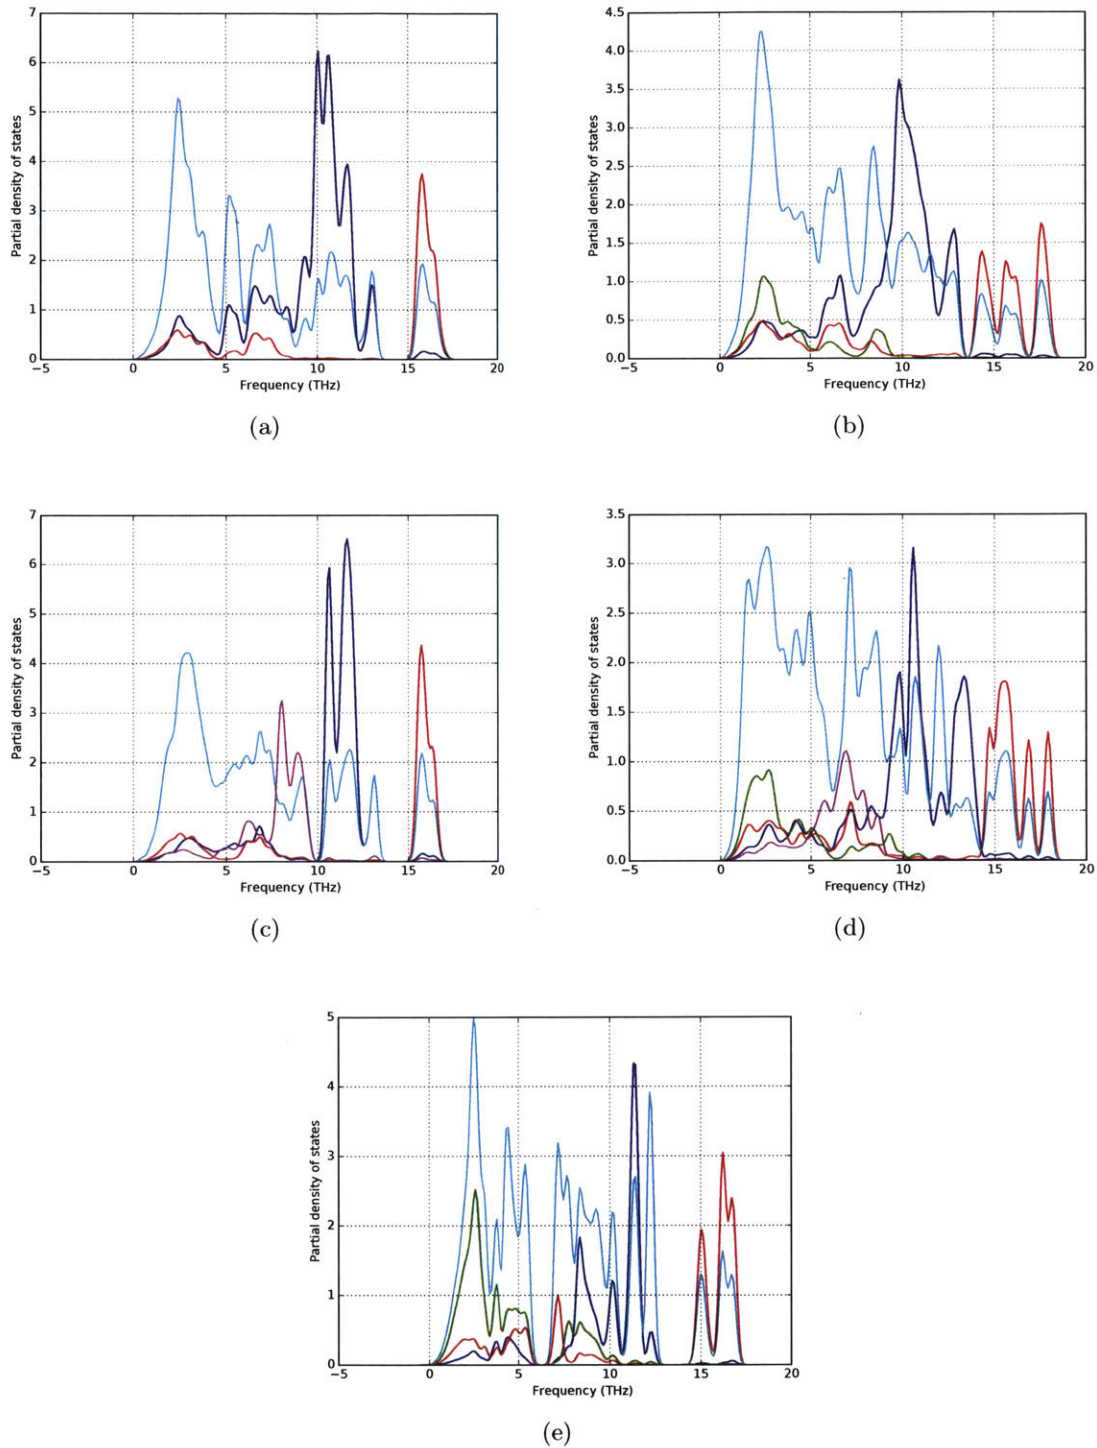 7
6
5
4
3
2
1
0
Partial density of states
−5 0 5 10 15 20
Frequency (THz)
(a)
4.5
4.0
3.5
3.0
2.5
2.0
1.5
1.0
0.5
0.0
Partial density of states
−5 0 5 10 15 20
Frequency (THz)
(b)
7
6
5
4
3
2
1
0
Partial density of states
−5 0 5 10 15 20
Frequency (THz)
(c)
3.5
3.0
2.5
2.0
1.5
1.0
0.5
0.0
Partial density of states
−5 0 5 10 15 20
Frequency (THz)
(d)
5
4
3
2
1
0
Partial density of states
−5 0 5 10 15 20
Frequency (THz)
(e)